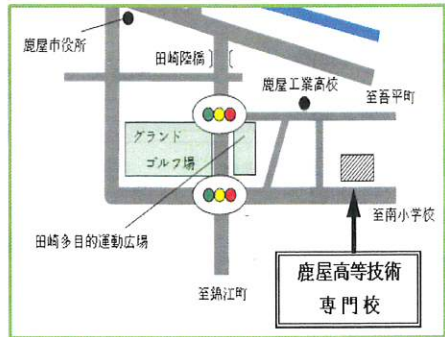 鹿屋市役所
田崎陸橋
鹿屋工業高校
至吾平町
グランド
ゴルフ場
至南小学校
田崎多目的運動広場
鹿屋高等技術
専門校
至錦江町